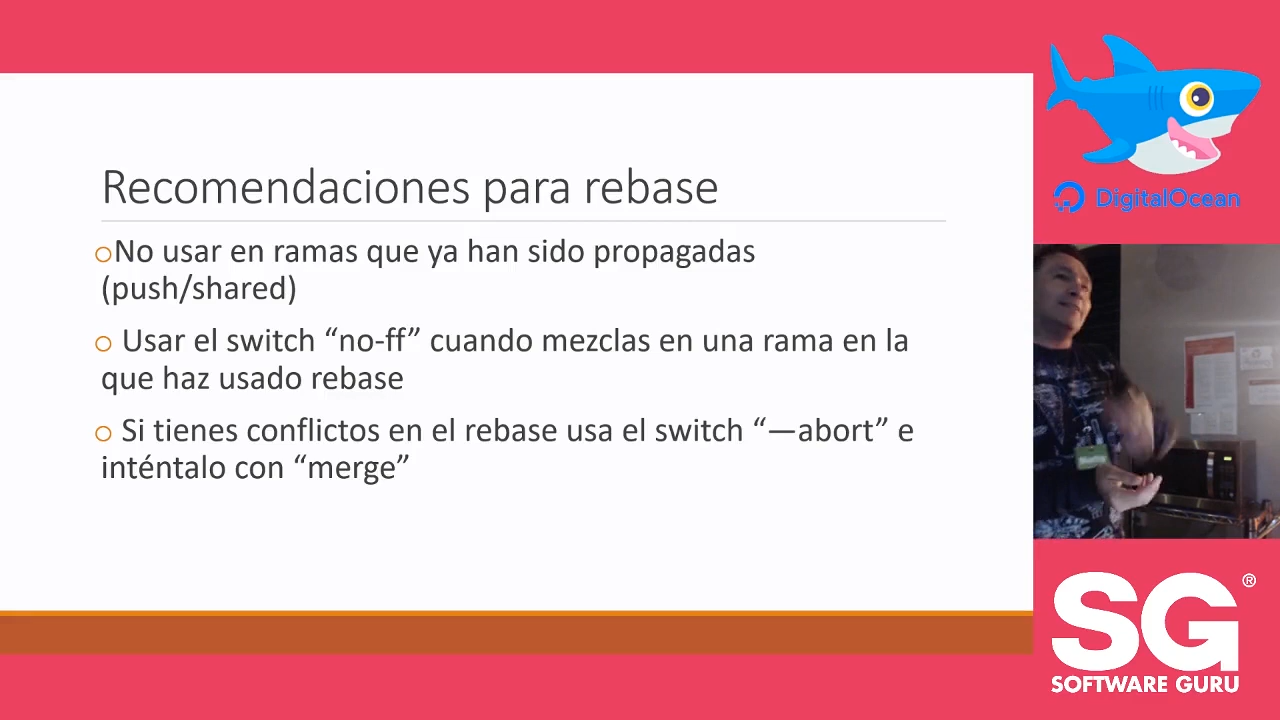 Recomendaciones para rebase
oNo usar en ramas que ya han sido propagadas
(push/shared)
o Usar el switch “no-ff” cuando mezclas en una rama en la
que haz usado rebase
o Si tienes conflictos en el rebase usa el switch “—abort” e
inténtalo con “merge”
DigitalOcean
SG®
SOFTWARE GURU